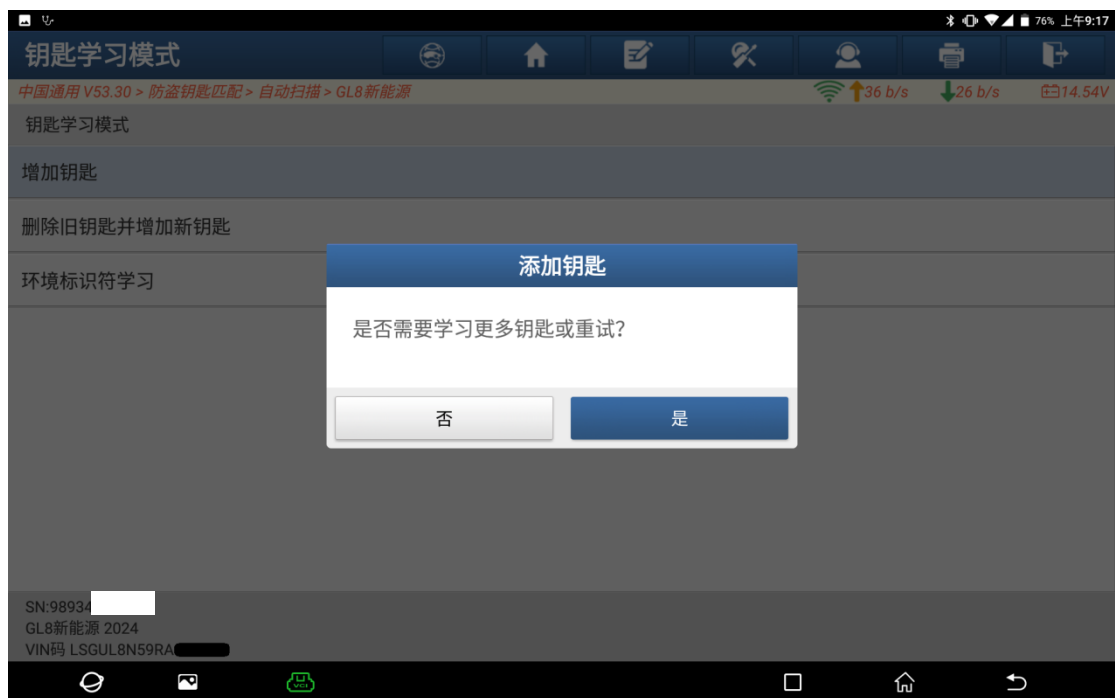 76% 上午9:17
钥匙学习模式
中国通用 V53.30 > 防盗钥匙匹配 > 自动扫描 > GL8新能源 36 b/s 26 b/s 14.54V
钥匙学习模式
增加钥匙
删除旧钥匙并增加新钥匙
环境标识符学习
添加钥匙
是否需要学习更多钥匙或重试?
否 是
SN:98934
GL8新能源 2024
VIN码 LSGUL8N59RA
VCI